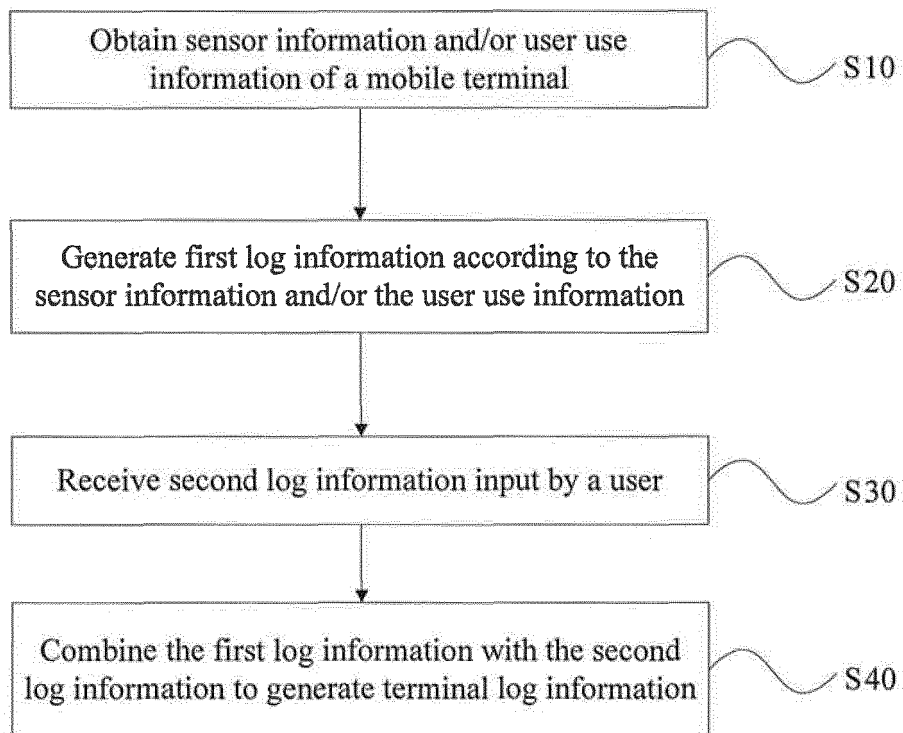 Obtain sensor information and/or user use
information of a mobile terminal
S10
Generate first log information according to the
sensor information and/or the user use information
S20
Receive second log information input by a user
S30
Combine the first log information with the second
log information to generate terminal log information
S40